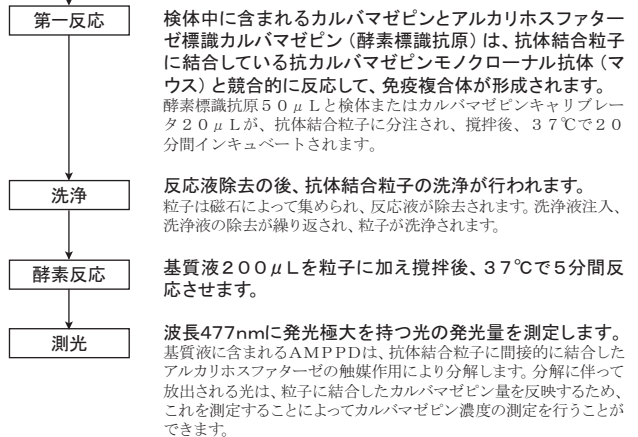 第一反応
検体中に含まれるカルバマゼピンとアルカリホスファター
ゼ標識カルバマゼピン（酵素標識抗原）は、抗体結合粒子
に結合している抗カルバマゼピンモノクローナル抗体（マ
ウス）と競合的に反応して、免疫複合体が形成されます。
酵素標識抗原５０μＬと検体またはカルバマゼピンキャリブレー
タ２０μＬが、抗体結合粒子に分注され、撹拌後、３７℃で２０
分間インキュベートされます。
洗浄
反応液除去の後、抗体結合粒子の洗浄が行われます。
粒子は磁石によって集められ、反応液が除去されます。洗浄液注入、
洗浄液の除去が繰り返され、粒子が洗浄されます。
酵素反応
基質液２００μＬを粒子に加え撹拌後、３７℃で５分間反
応させます。
測光
波長477nmに発光極大を持つ光の発光量を測定します。
基質液に含まれるＡＭＰＰＤは、抗体結合粒子に間接的に結合した
アルカリホスファターゼの触媒作用により分解します。分解に伴って
放出される光は、粒子に結合したカルバマゼピン量を反映するため、
これを測定することによってカルバマゼピン濃度の測定を行うことが
できます。